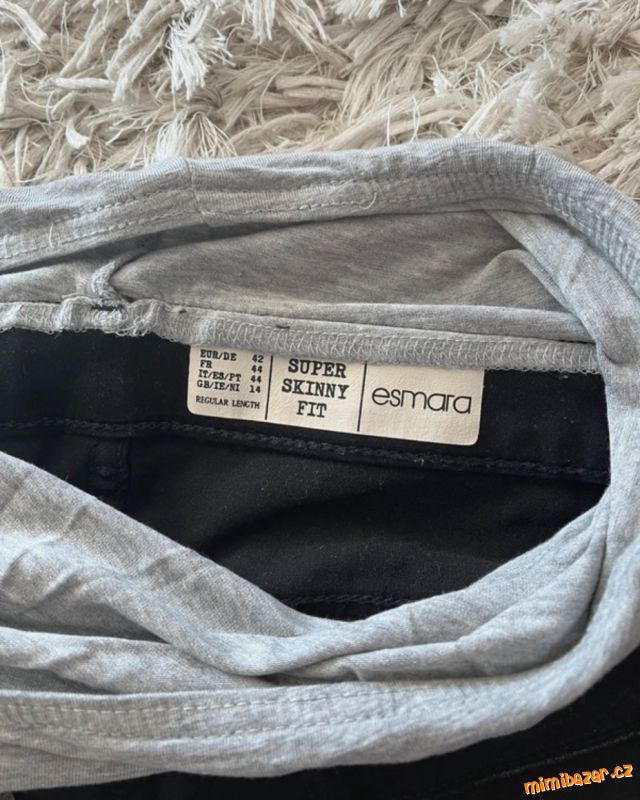 EUR/DE 42
FR 44
IT/ES/PT 44
GB/IE/NI 14
REGULAR LENGTH
SUPER
SKINNY
FIT
esmara
mimibazar.cz